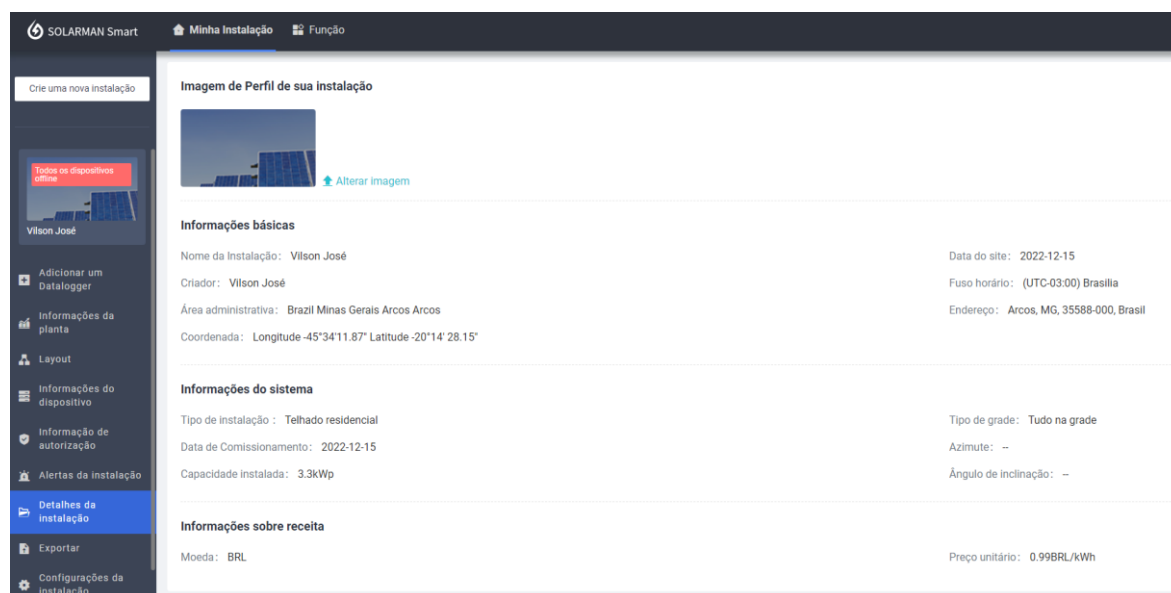 SOLARMAN Smart
Minha Instalação
Função
Crie uma nova instalação
Todos os dispositivos
offline
Vilson José
Adicionar um
Datalogger
Informações da
planta
Layout
Informações do
dispositivo
Informação de
autorização
Alertas da instalação
Detalhes da
instalação
Exportar
Configurações da
instalação
Imagem de Perfil de sua instalação
Alterar imagem
Informações básicas
Nome da Instalação: Vilson José
Data do site: 2022-12-15
Criador: Vilson José
Fuso horário: (UTC-03:00) Brasilia
Área administrativa: Brazil Minas Gerais Arcos Arcos
Endereço: Arcos, MG, 35588-000, Brasil
Coordenada: Longitude -45°34'11.87" Latitude -20°14' 28.15"
Informações do sistema
Tipo de instalação : Telhado residencial
Tipo de grade: Tudo na grade
Data de Comissionamento: 2022-12-15
Azimute: --
Capacidade instalada: 3.3kWp
Ângulo de inclinação: --
Informações sobre receita
Moeda: BRL
Preço unitário: 0.99BRL/kWh